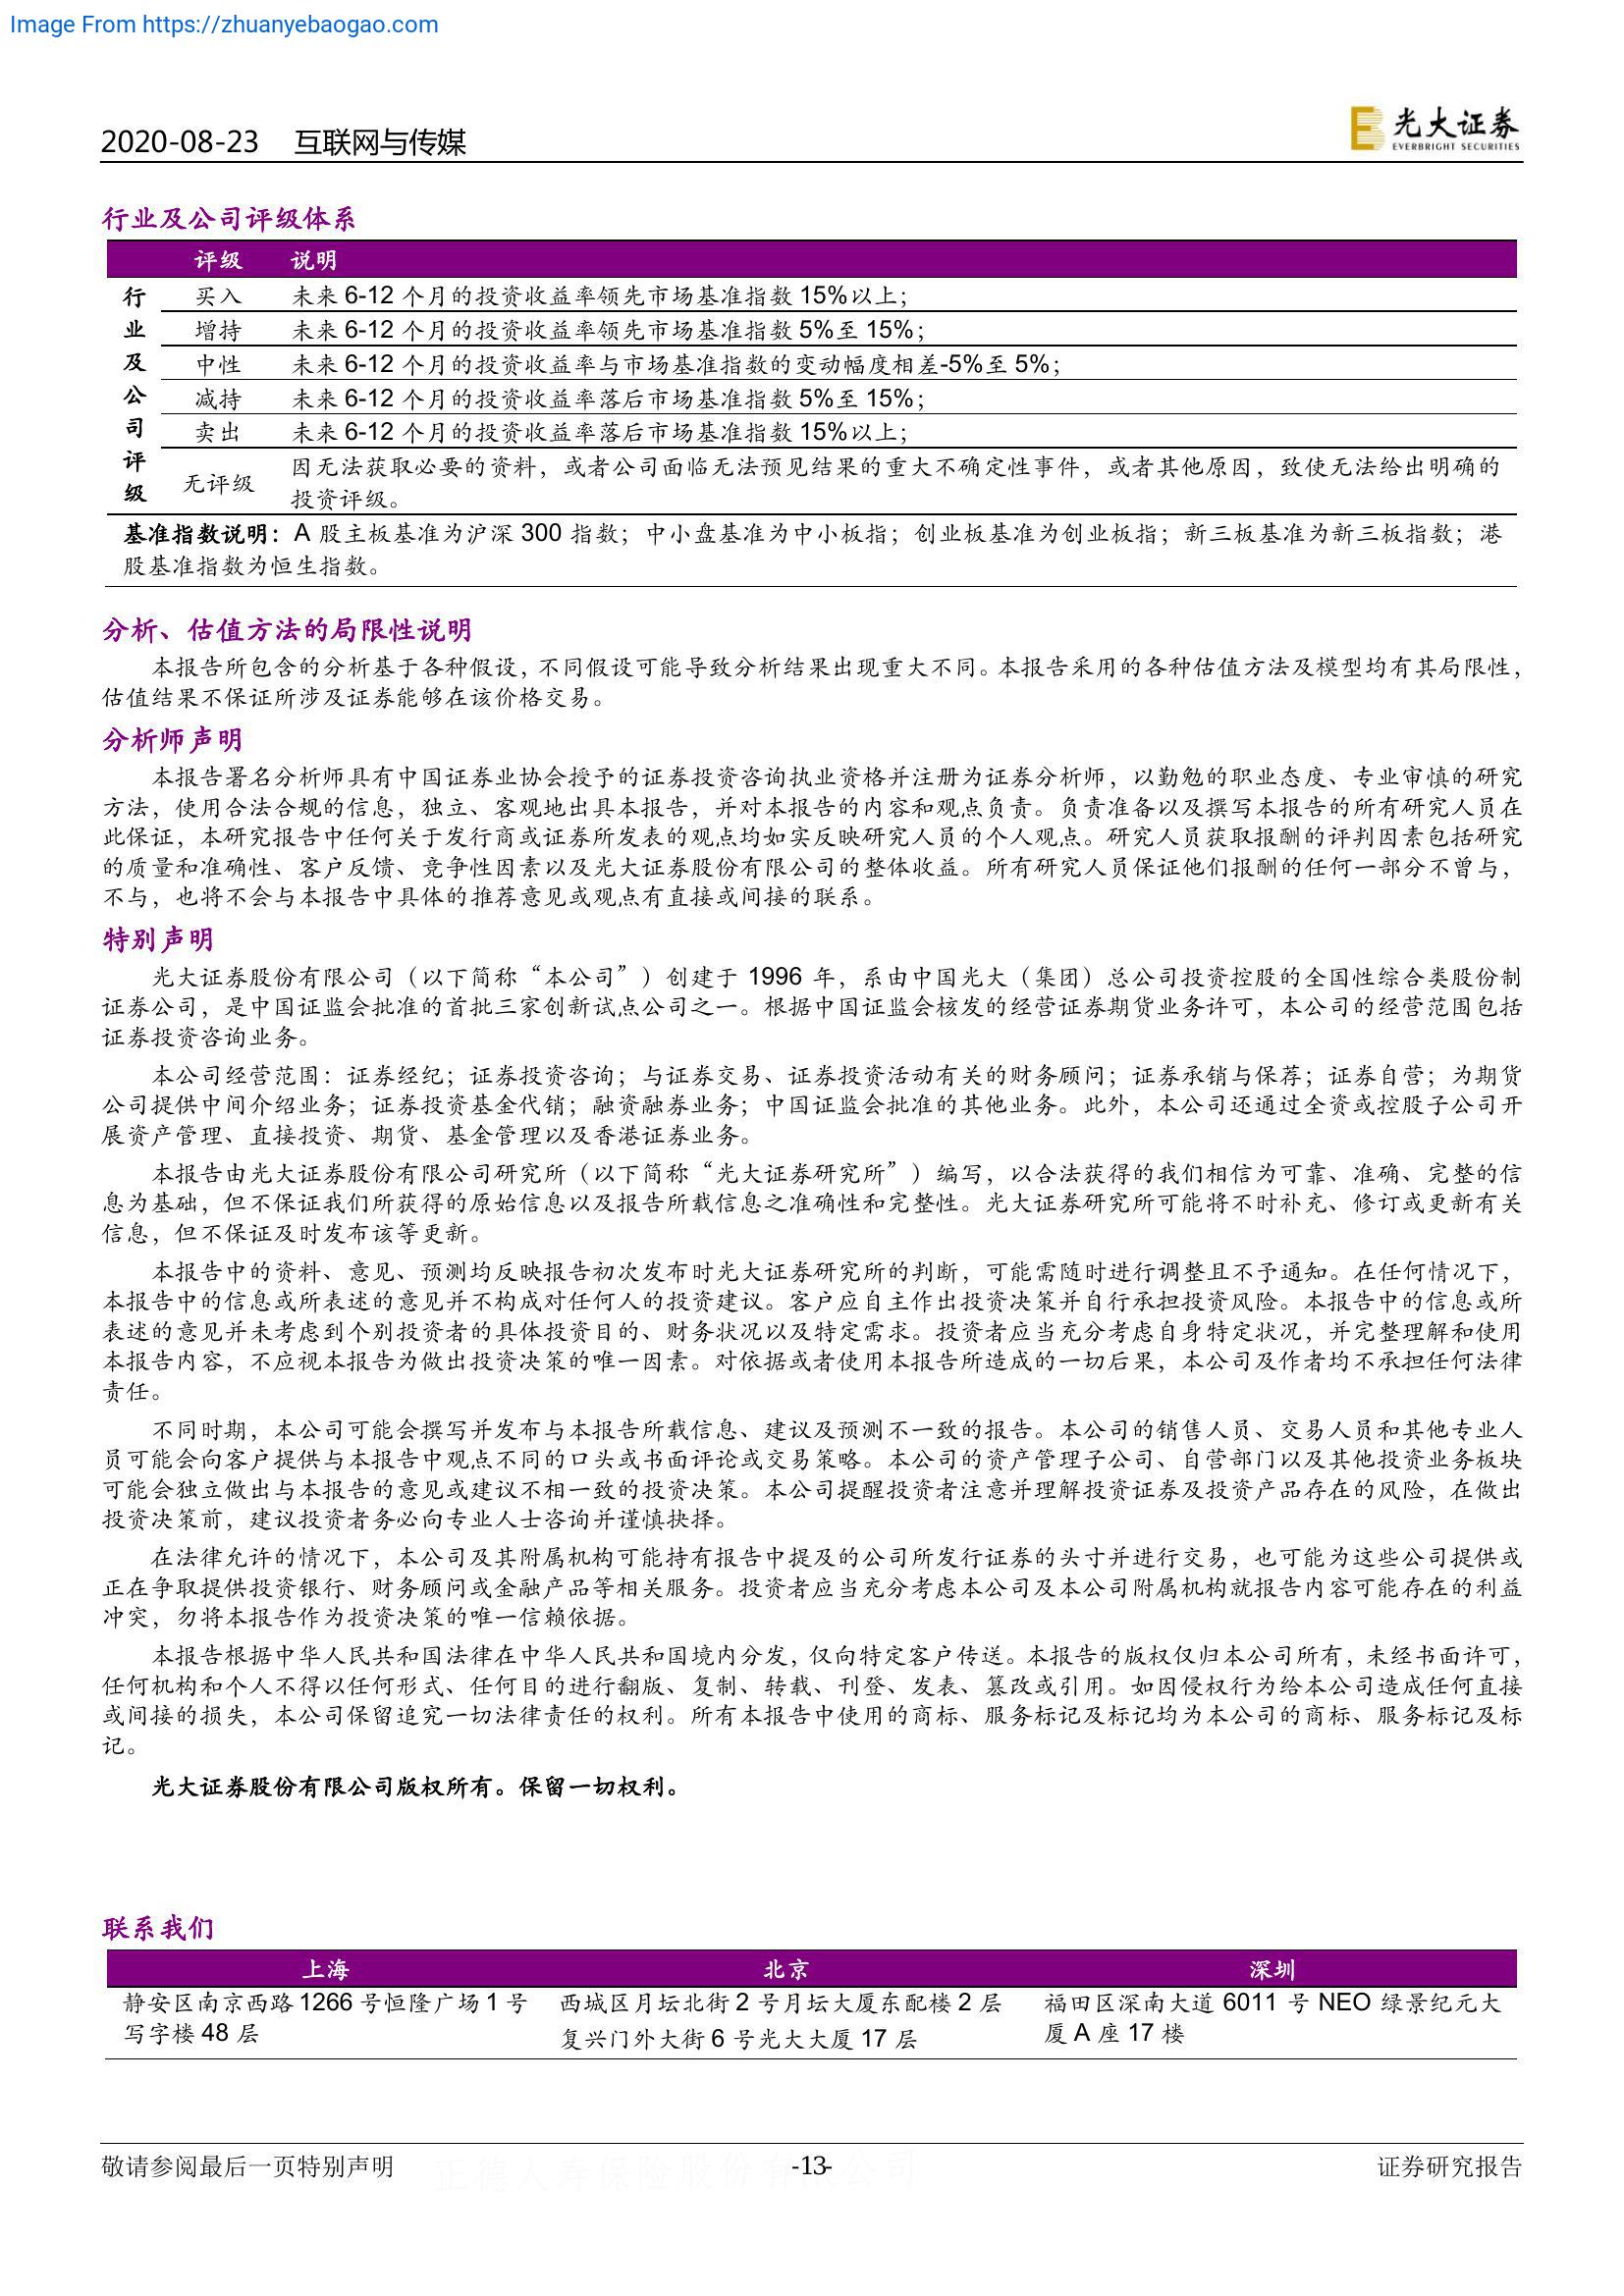 Image From https://zhuanyebaogao.com
2020-08-23 互联网与传媒
光大证券
EVERBRIGHT SECURITIES
行业及公司评级体系
评级 说明
行业及公司评级
买入 未来 6-12 个月的投资收益率领先市场基准指数 15%以上；
增持 未来 6-12 个月的投资收益率领先市场基准指数 5%至 15%；
中性 未来 6-12 个月的投资收益率与市场基准指数的变动幅度相差-5%至 5%；
减持 未来 6-12 个月的投资收益率落后市场基准指数 5%至 15%；
卖出 未来 6-12 个月的投资收益率落后市场基准指数 15%以上；
无评级 因无法获取必要的资料，或者公司面临无法预见结果的重大不确定性事件，或者其他原因，致使无法给出明确的
投资评级。
基准指数说明：A 股主板基准为沪深 300 指数；中小盘基准为中小板指；创业板基准为创业板指；新三板基准为新三板指数；港
股基准指数为恒生指数。
分析、估值方法的局限性说明
本报告所包含的分析基于各种假设，不同假设可能导致分析结果出现重大不同。本报告采用的各种估值方法及模型均有其局限性，
估值结果不保证所涉及证券能够在该价格交易。
分析师声明
本报告署名分析师具有中国证券业协会授予的证券投资咨询执业资格并注册为证券分析师，以勤勉的职业态度、专业审慎的研究
方法，使用合法合规的信息，独立、客观地出具本报告，并对本报告的内容和观点负责。负责准备以及撰写本报告的所有研究人员在
此保证，本研究报告中任何关于发行商或证券所发表的观点均如实反映研究人员的个人观点。研究人员获取报酬的评判因素包括研究
的质量和准确性、客户反馈、竞争性因素以及光大证券股份有限公司的整体收益。所有研究人员保证他们报酬的任何一部分不曾与，
不与，也将不会与本报告中具体的推荐意见或观点有直接或间接的联系。
特别声明
光大证券股份有限公司（以下简称“本公司”）创建于 1996 年，系由中国光大（集团）总公司投资控股的全国性综合类股份制
证券公司，是中国证监会批准的首批三家创新试点公司之一。根据中国证监会核发的经营证券期货业务许可，本公司的经营范围包括
证券投资咨询业务。
本公司经营范围：证券经纪；证券投资咨询；与证券交易、证券投资活动有关的财务顾问；证券承销与保荐；证券自营；为期货
公司提供中间介绍业务；证券投资基金代销；融资融券业务；中国证监会批准的其他业务。此外，本公司还通过全资或控股子公司开
展资产管理、直接投资、期货、基金管理以及香港证券业务。
本报告由光大证券股份有限公司研究所（以下简称“光大证券研究所”）编写，以合法获得的我们相信为可靠、准确、完整的信
息为基础，但不保证我们所获得的原始信息以及报告所载信息之准确性和完整性。光大证券研究所可能将不时补充、修订或更新有关
信息，但不保证及时发布该等更新。
本报告中的资料、意见、预测均反映报告初次发布时光大证券研究所的判断，可能需随时进行调整且不予通知。在任何情况下，
本报告中的信息或所表述的意见并不构成对任何人的投资建议。客户应自主作出投资决策并自行承担投资风险。本报告中的信息或所
表述的意见并未考虑到个别投资者的具体投资目的、财务状况以及特定需求。投资者应当充分考虑自身特定状况，并完整理解和使用
本报告内容，不应视本报告为做出投资决策的唯一因素。对依据或者使用本报告所造成的一切后果，本公司及作者均不承担任何法律
责任。
不同时期，本公司可能会撰写并发布与本报告所载信息、建议及预测不一致的报告。本公司的销售人员、交易人员和其他专业人
员可能会向客户提供与本报告中观点不同的口头或书面评论或交易策略。本公司的资产管理子公司、自营部门以及其他投资业务板块
可能会独立做出与本报告的意见或建议不相一致的投资决策。本公司提醒投资者注意并理解投资证券及投资产品存在的风险，在做出
投资决策前，建议投资者务必向专业人士咨询并谨慎抉择。
在法律允许的情况下，本公司及其附属机构可能持有报告中提及的公司所发行证券的头寸并进行交易，也可能为这些公司提供或
正在争取提供投资银行、财务顾问或金融产品等相关服务。投资者应当充分考虑本公司及本公司附属机构就报告内容可能存在的利益
冲突，勿将本报告作为投资决策的唯一信赖依据。
本报告根据中华人民共和国法律在中华人民共和国境内分发，仅向特定客户传送。本报告的版权仅归本公司所有，未经书面许可，
任何机构和个人不得以任何形式、任何目的进行翻版、复制、转载、刊登、发表、篡改或引用。如因侵权行为给本公司造成任何直接
或间接的损失，本公司保留追究一切法律责任的权利。所有本报告中使用的商标、服务标记及标记均为本公司的商标、服务标记及标
记。
光大证券股份有限公司版权所有。保留一切权利。
联系我们
上海 北京 深圳
静安区南京西路 1266 号恒隆广场 1 号
写字楼 48 层
西城区月坛北街 2 号月坛大厦东配楼 2 层
复兴门外大街 6 号光大大厦 17 层
福田区深南大道 6011 号 NEO 绿景纪元大
厦 A 座 17 楼
敬请参阅最后一页特别声明 -13- 证券研究报告
正德人寿保险股份有限公司